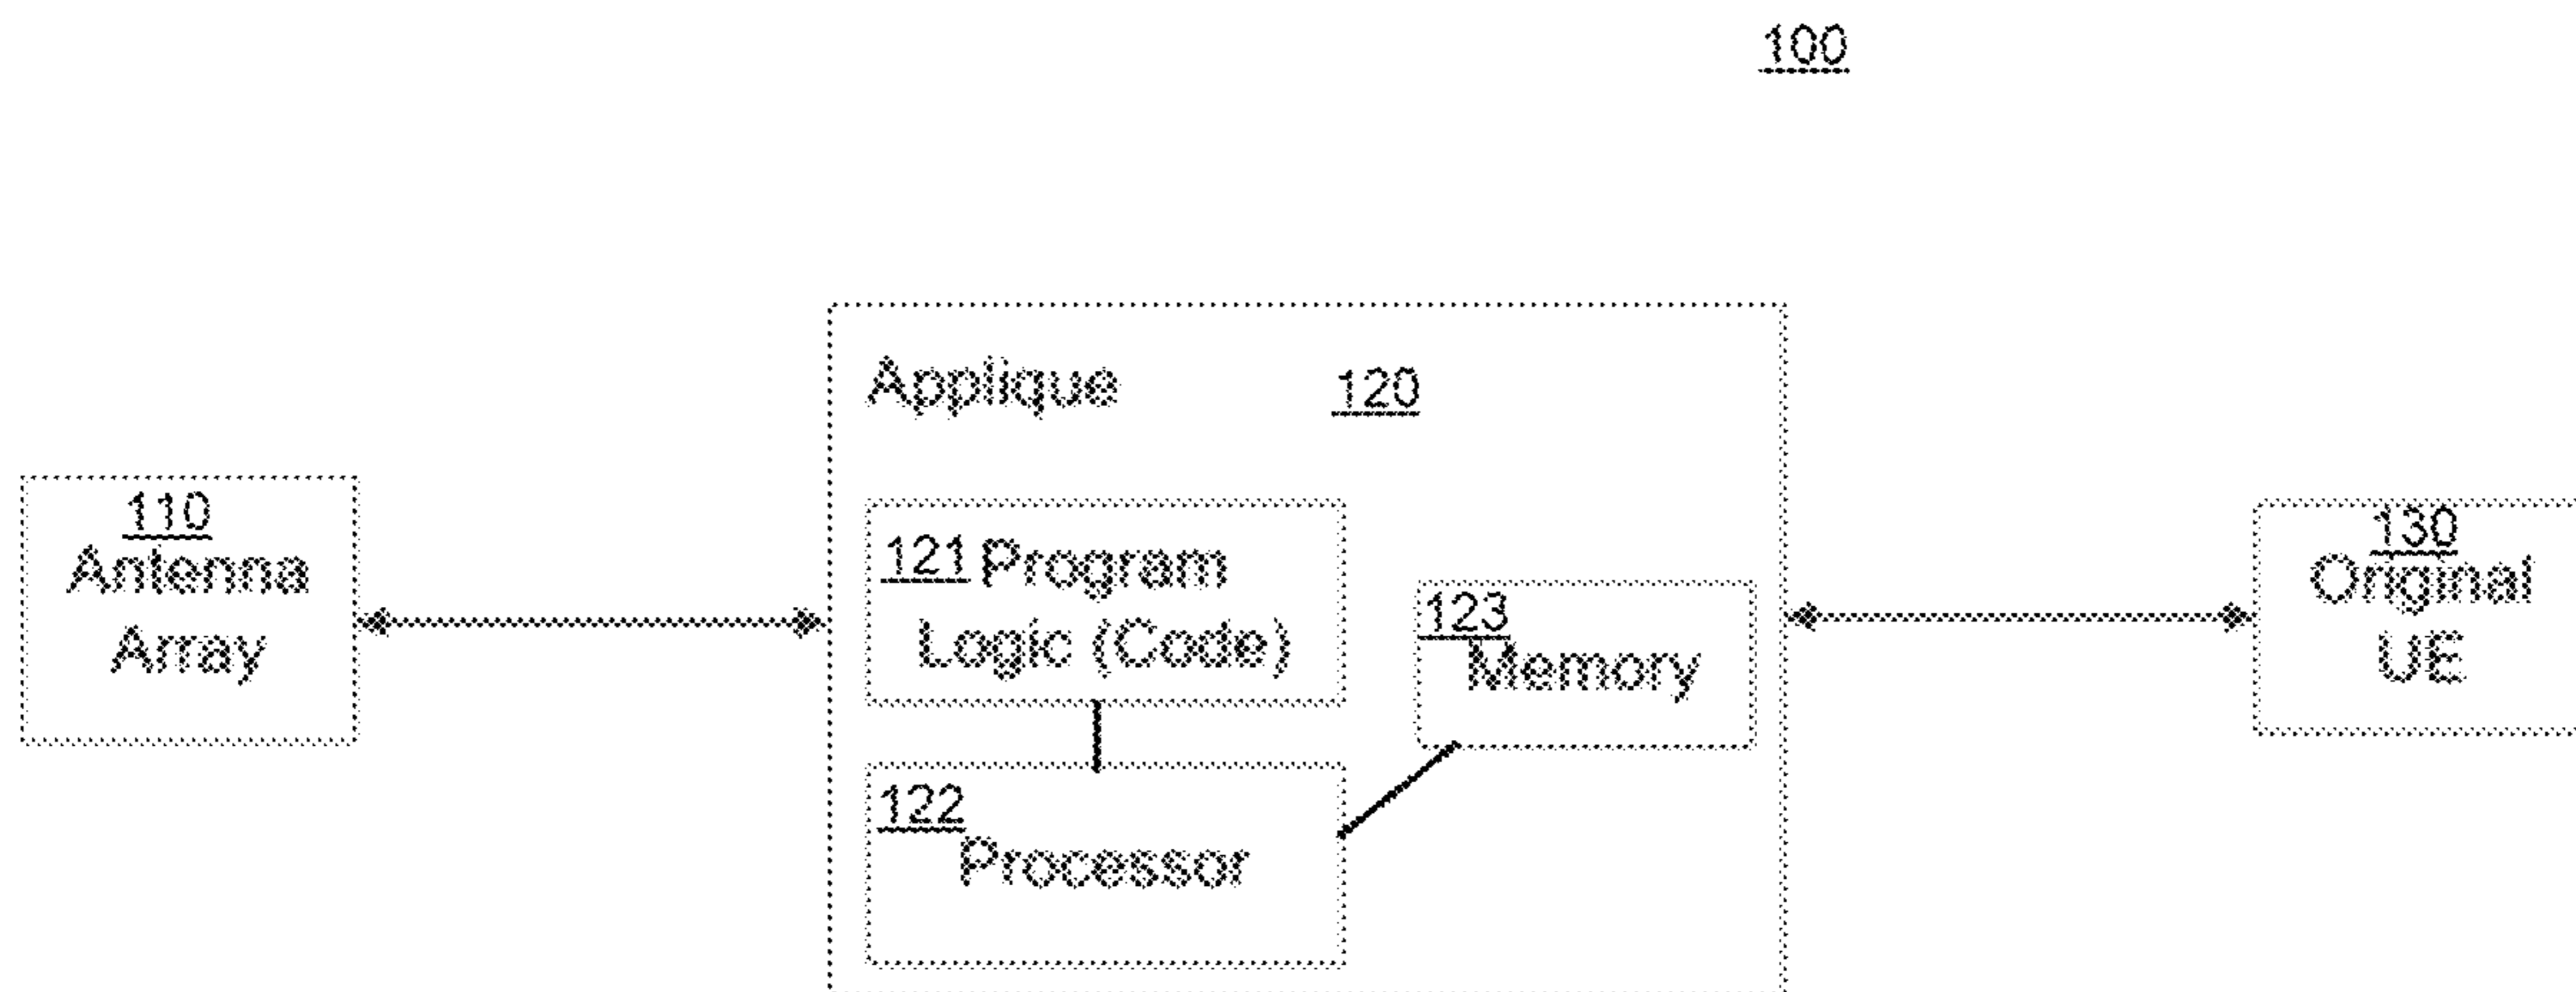 100
Applique 120
110
Antenna
Array
121 Program
Logic (Code)
123
Memory
122
Processor
130
Original
UE